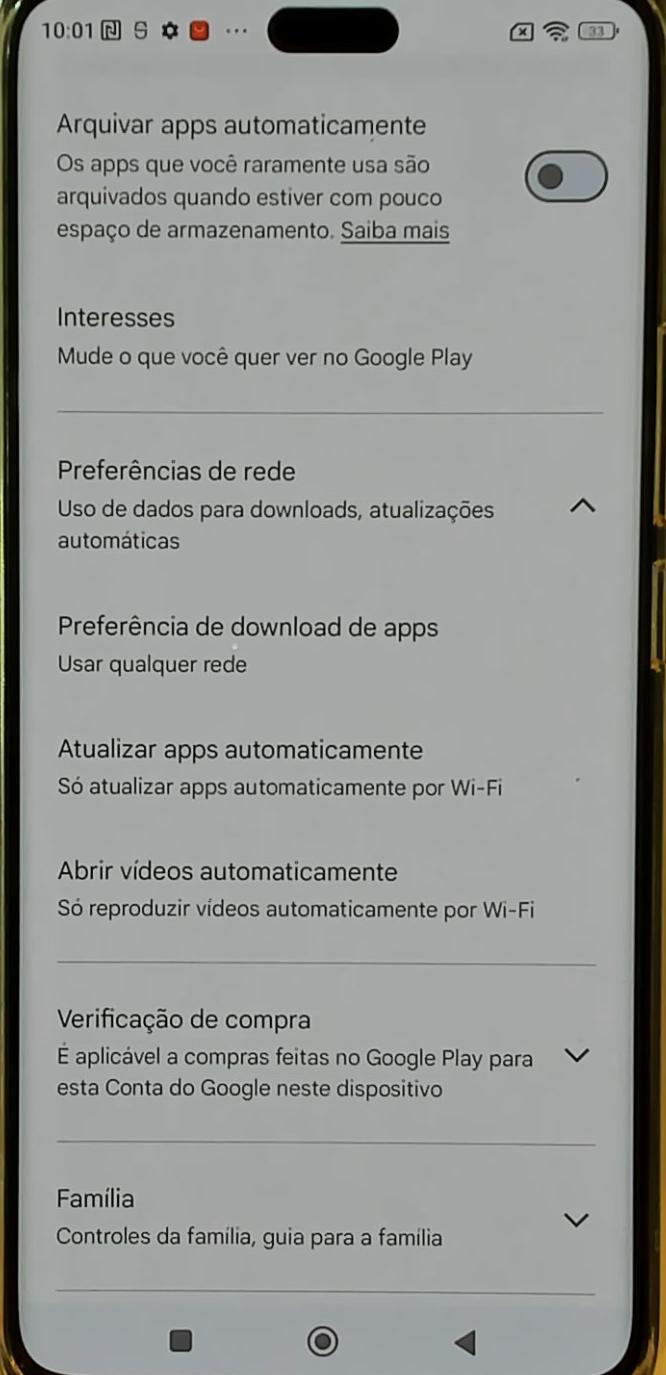 10:01 33
Arquivar apps automaticamente
Os apps que você raramente usa são
arquivados quando estiver com pouco
espaço de armazenamento. Saiba mais
Interesses
Mude o que você quer ver no Google Play
Preferências de rede
Uso de dados para downloads, atualizações
automáticas
Preferência de download de apps
Usar qualquer rede
Atualizar apps automaticamente
Só atualizar apps automaticamente por Wi-Fi
Abrir vídeos automaticamente
Só reproduzir vídeos automaticamente por Wi-Fi
Verificação de compra
É aplicável a compras feitas no Google Play para
esta Conta do Google neste dispositivo
Família
Controles da família, guia para a família